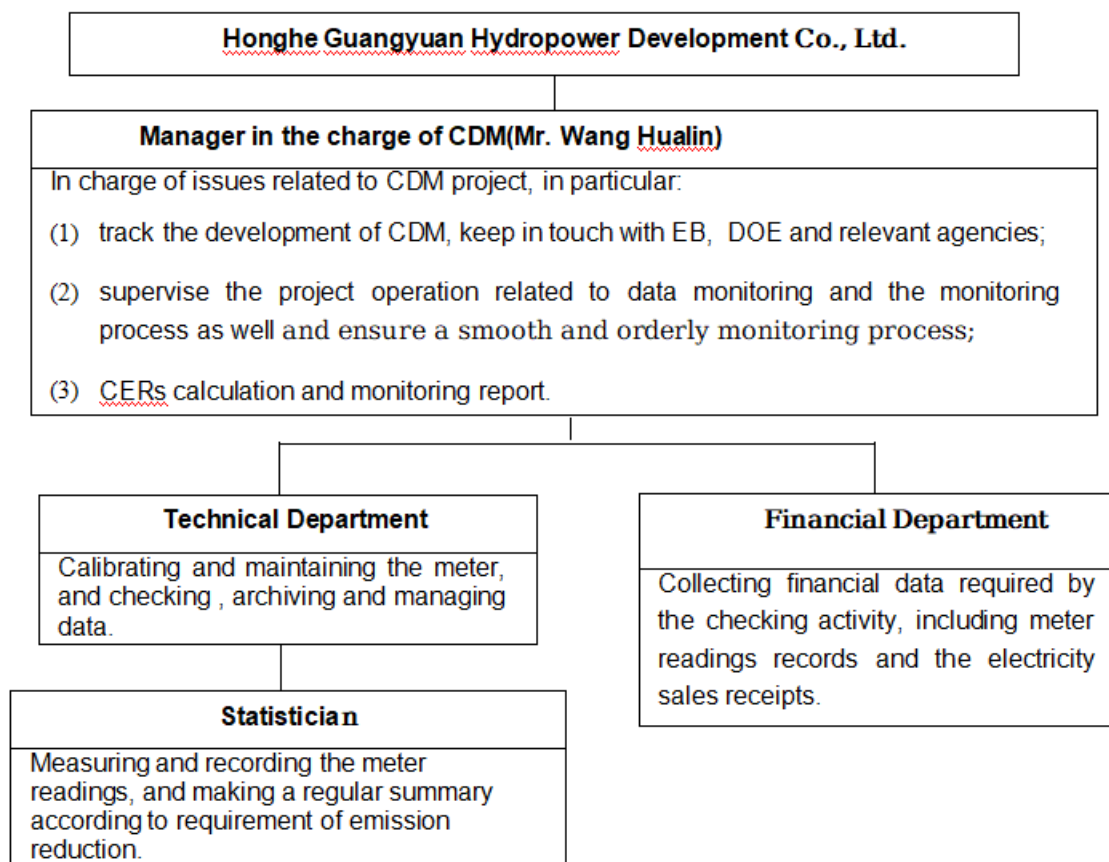 Honghe Guangyuan Hydropower Development Co., Ltd.
Manager in the charge of CDM(Mr. Wang Hualin)
In charge of issues related to CDM project, in particular:
(1) track the development of CDM, keep in touch with EB, DOE and relevant agencies;
(2) supervise the project operation related to data monitoring and the monitoring
process as well and ensure a smooth and orderly monitoring process;
(3) CERs calculation and monitoring report.
Technical Department
Calibrating and maintaining the meter,
and checking , archiving and managing
data.
Financial Department
Collecting financial data required by
the checking activity, including meter
readings records and the electricity
sales receipts.
Statistician
Measuring and recording the meter
readings, and making a regular summary
according to requirement of emission
reduction.